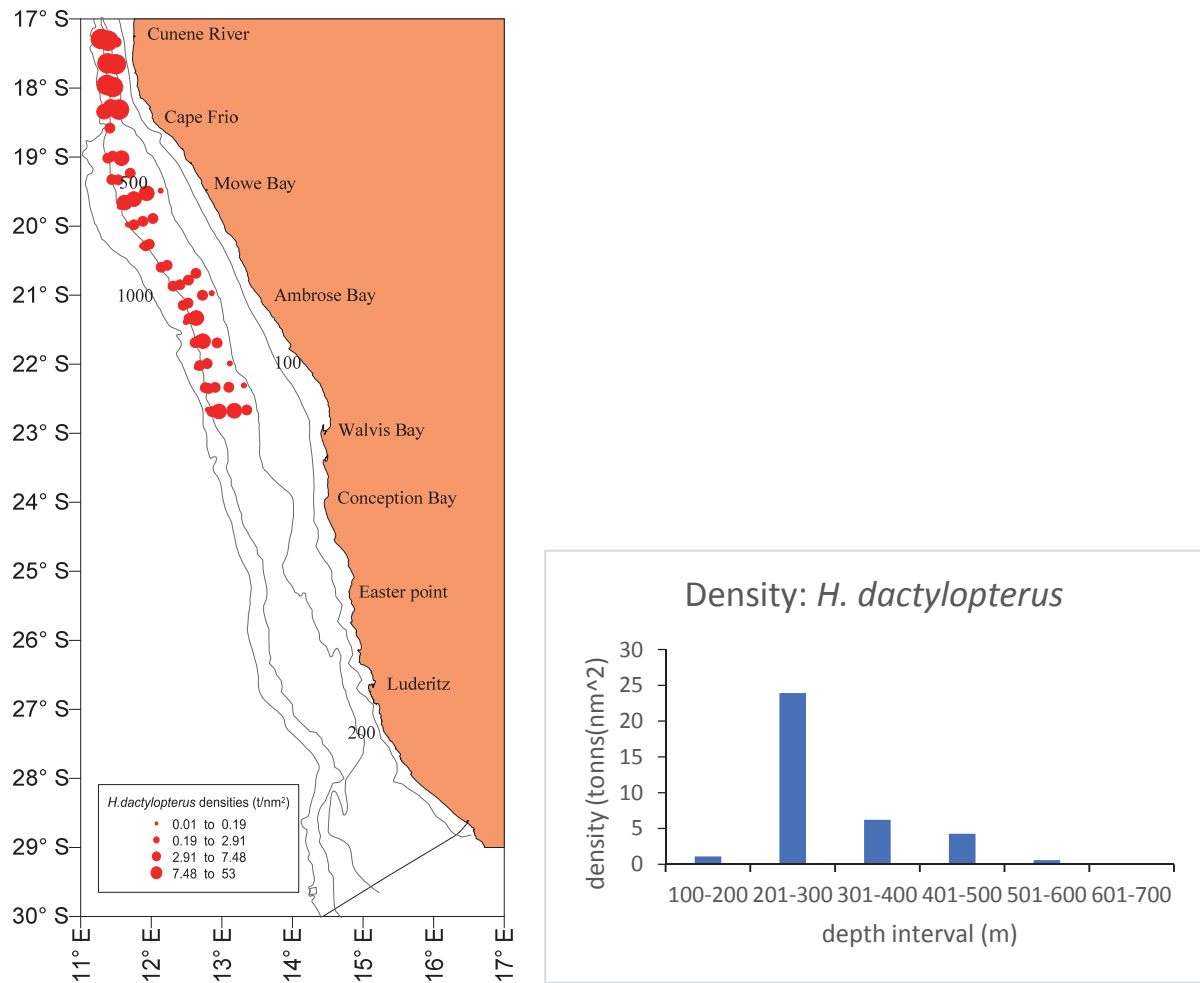 17° S
18° S
19° S
20° S
21° S
22° S
23° S
24° S
25° S
26° S
27° S
28° S
29° S
30° S
11° E
12° E
13° E
14° E
15° E
16° E
17° E
Cunene River
Cape Frio
500
Mowe Bay
1000
Ambrose Bay
100
Walvis Bay
Conception Bay
Easter point
Luderitz
200
H.dactylopterus densities (t/nm²)
0.01 to 0.19
0.19 to 2.91
2.91 to 7.48
7.48 to 53
Density: H. dactylopterus
density (tonns(nm^2)
30
25
20
15
10
5
0
100-200 201-300 301-400 401-500 501-600 601-700
depth interval (m)